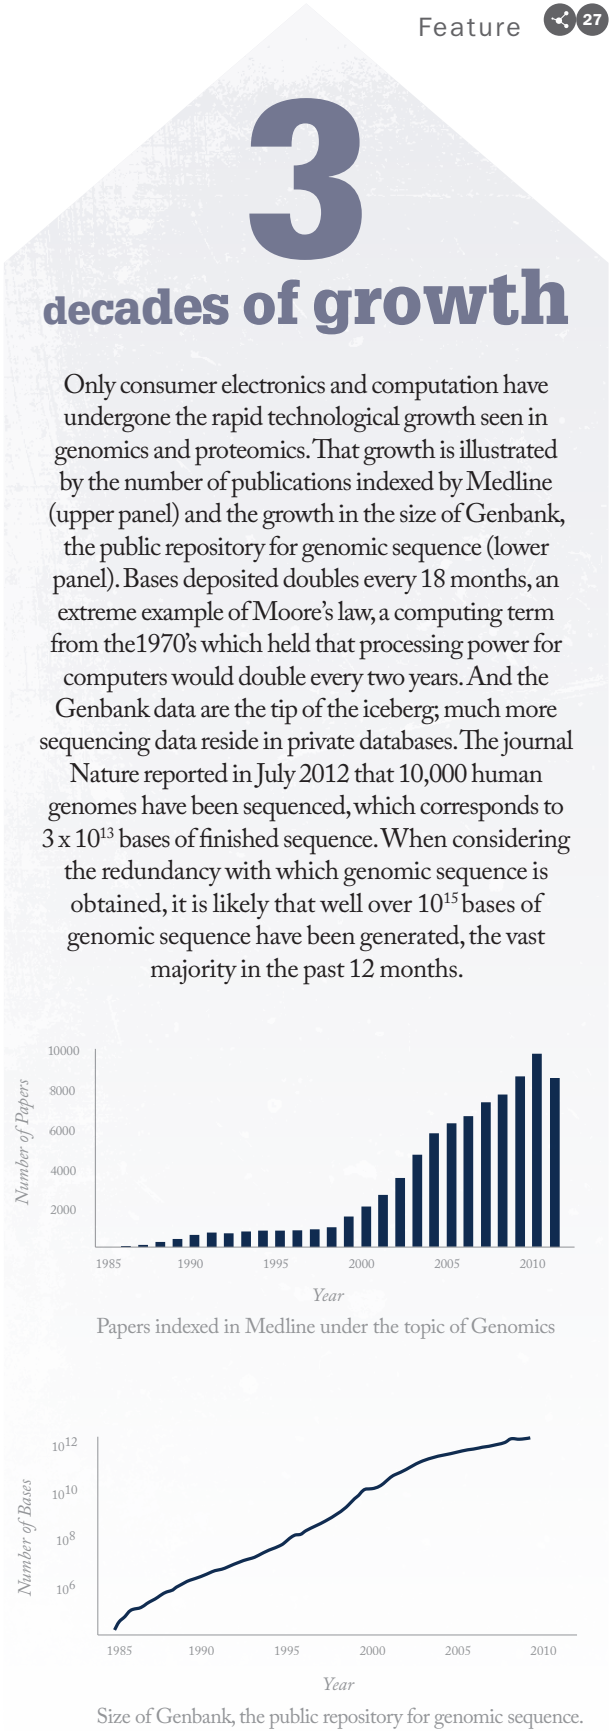 Feature 27
3
decades of growth
Only consumer electronics and computation have
undergone the rapid technological growth seen in
genomics and proteomics. That growth is illustrated
by the number of publications indexed by Medline
(upper panel) and the growth in the size of Genbank,
the public repository for genomic sequence (lower
panel). Bases deposited doubles every 18 months, an
extreme example of Moore's law, a computing term
from the1970's which held that processing power for
computers would double every two years. And the
Genbank data are the tip of the iceberg; much more
sequencing data reside in private databases. The journal
Nature reported in July 2012 that 10,000 human
genomes have been sequenced, which corresponds to
3 x 10¹³ bases of finished sequence. When considering
the redundancy with which genomic sequence is
obtained, it is likely that well over 10¹⁵ bases of
genomic sequence have been generated, the vast
majority in the past 12 months.
Number of Papers
10000
8000
6000
4000
2000
1985 1990 1995 2000 2005 2010
Year
Papers indexed in Medline under the topic of Genomics
Number of Bases
10¹²
10¹⁰
10⁸
10⁶
1985 1990 1995 2000 2005 2010
Year
Size of Genbank, the public repository for genomic sequence.